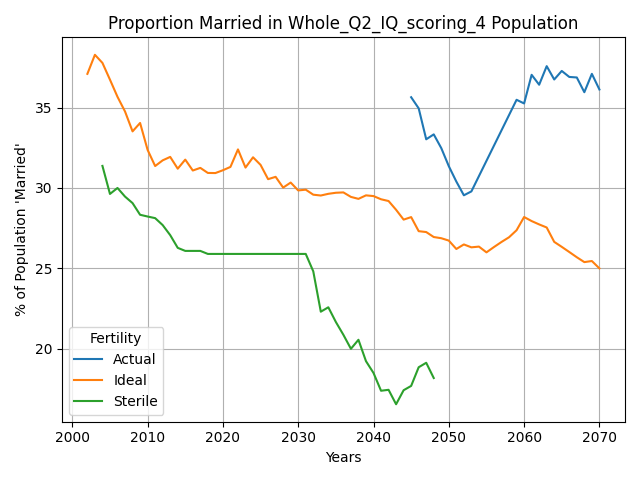 Proportion Married in Whole_Q2_IQ_scoring_4 Population
% of Population 'Married'
35
30
25
20
Fertility
Actual
Ideal
Sterile
2000 2010 2020 2030 2040 2050 2060 2070
Years